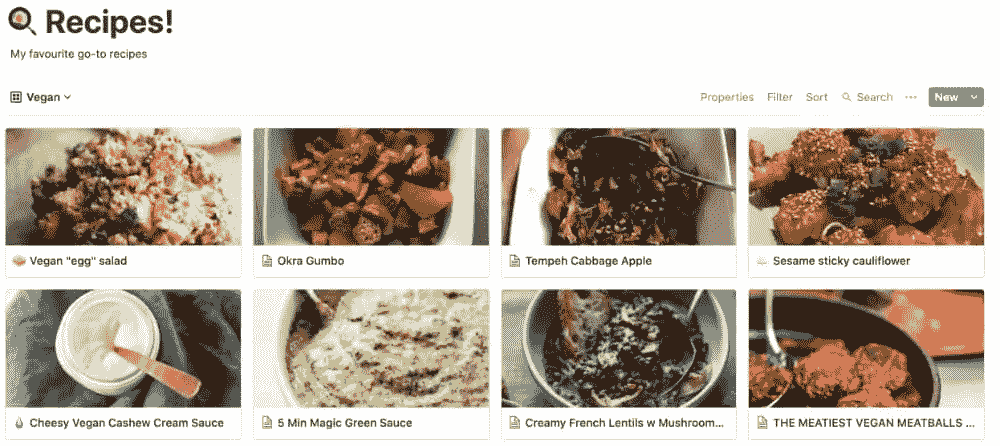 Recipes!
My favourite go-to recipes
Vegan
Properties Filter Sort Search ... New
Vegan "egg" salad
Okra Gumbo
Tempeh Cabbage Apple
Sesame sticky cauliflower
Cheesy Vegan Cashew Cream Sauce
5 Min Magic Green Sauce
Creamy French Lentils w Mushroom...
THE MEATIEST VEGAN MEATBALLS ...